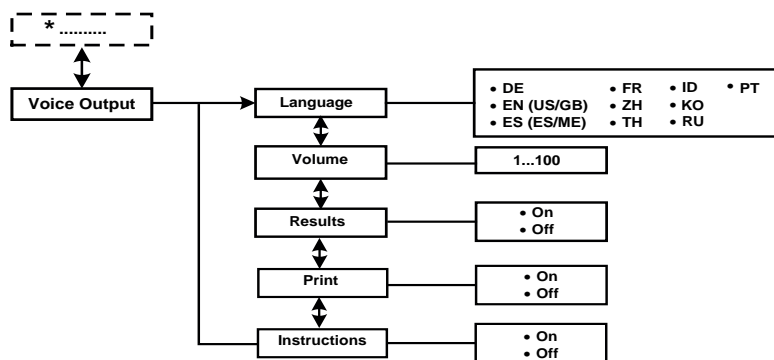 * ..........
Voice Output
Language
• DE • FR • ID • PT
• EN (US/GB) • ZH • KO
• ES (ES/ME) • TH • RU
Volume
1...100
Results
• On
• Off
Print
• On
• Off
Instructions
• On
• Off